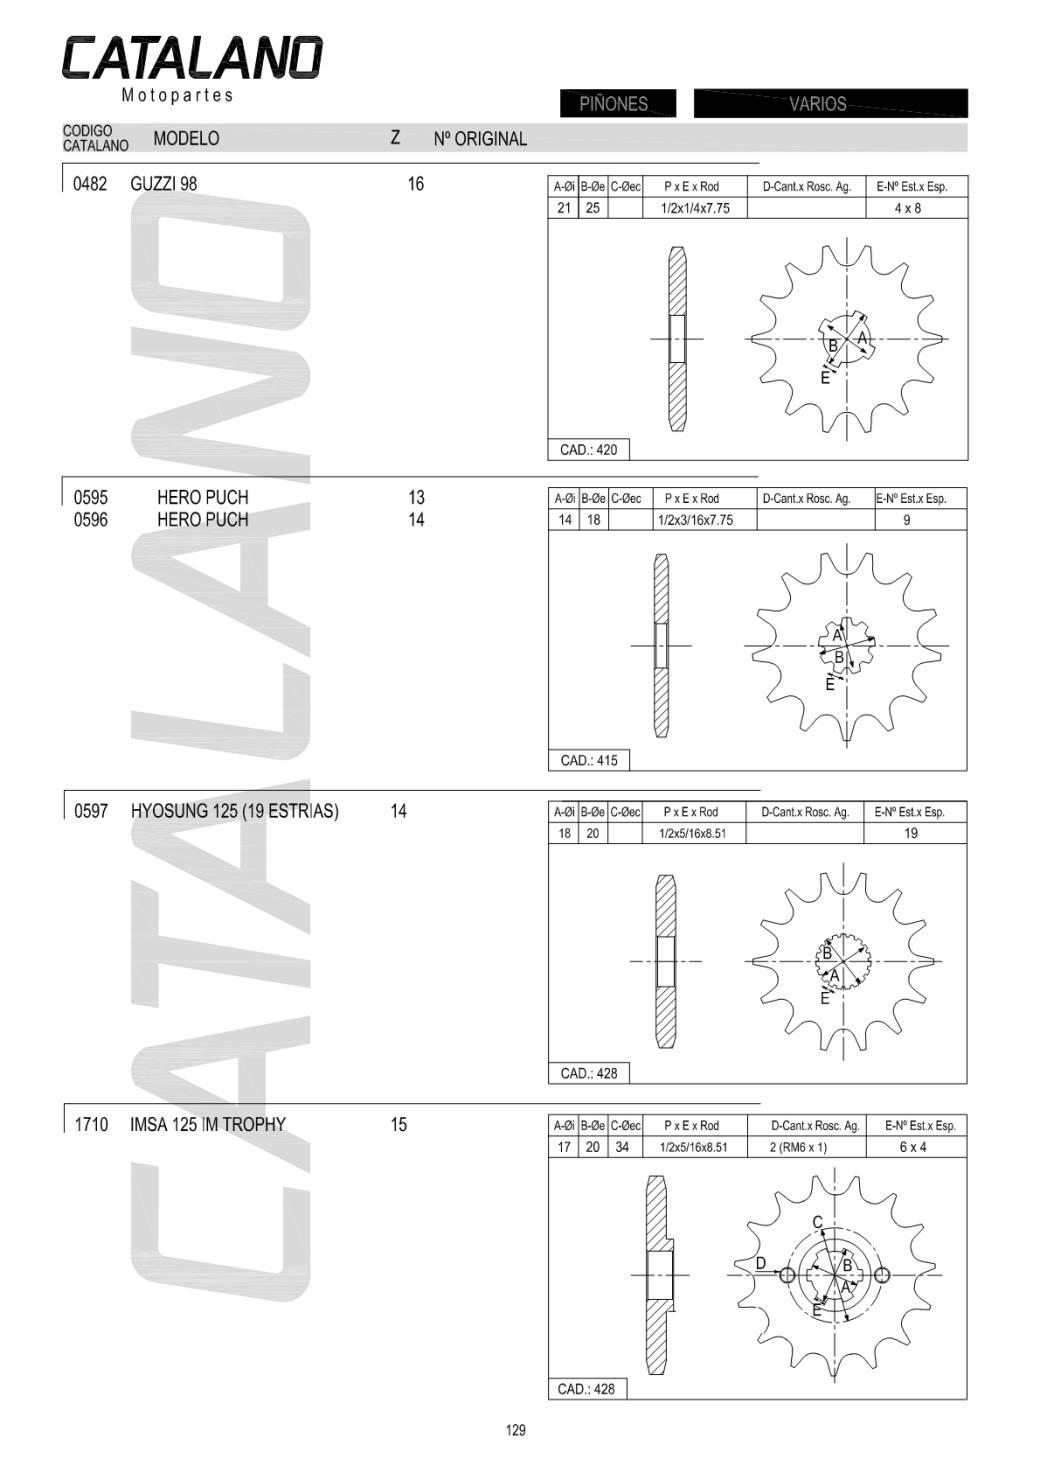 CATALANO
Motopartes
PIÑONES VARIOS
CODIGO CATALANO MODELO Z Nº ORIGINAL
0482 GUZZI 98 16
A-Øi B-Øe C-Øec P x E x Rod D-Cant.x Rosc. Ag. E-Nº Est.x Esp.
21 25 1/2x1/4x7.75 4 x 8
B A
E
CAD.: 420
0595 HERO PUCH 13
0596 HERO PUCH 14
A-Øi B-Øe C-Øec P x E x Rod D-Cant.x Rosc. Ag. E-Nº Est.x Esp.
14 18 1/2x3/16x7.75 9
A
B
E
CAD.: 415
0597 HYOSUNG 125 (19 ESTRIAS) 14
A-Øi B-Øe C-Øec P x E x Rod D-Cant.x Rosc. Ag. E-Nº Est.x Esp.
18 20 1/2x5/16x8.51 19
B
A
E
CAD.: 428
1710 IMSA 125 IM TROPHY 15
A-Øi B-Øe C-Øec P x E x Rod D-Cant.x Rosc. Ag. E-Nº Est.x Esp.
17 20 34 1/2x5/16x8.51 2 (RM6 x 1) 6 x 4
C
D B
A
E
CAD.: 428
CATALANO
129